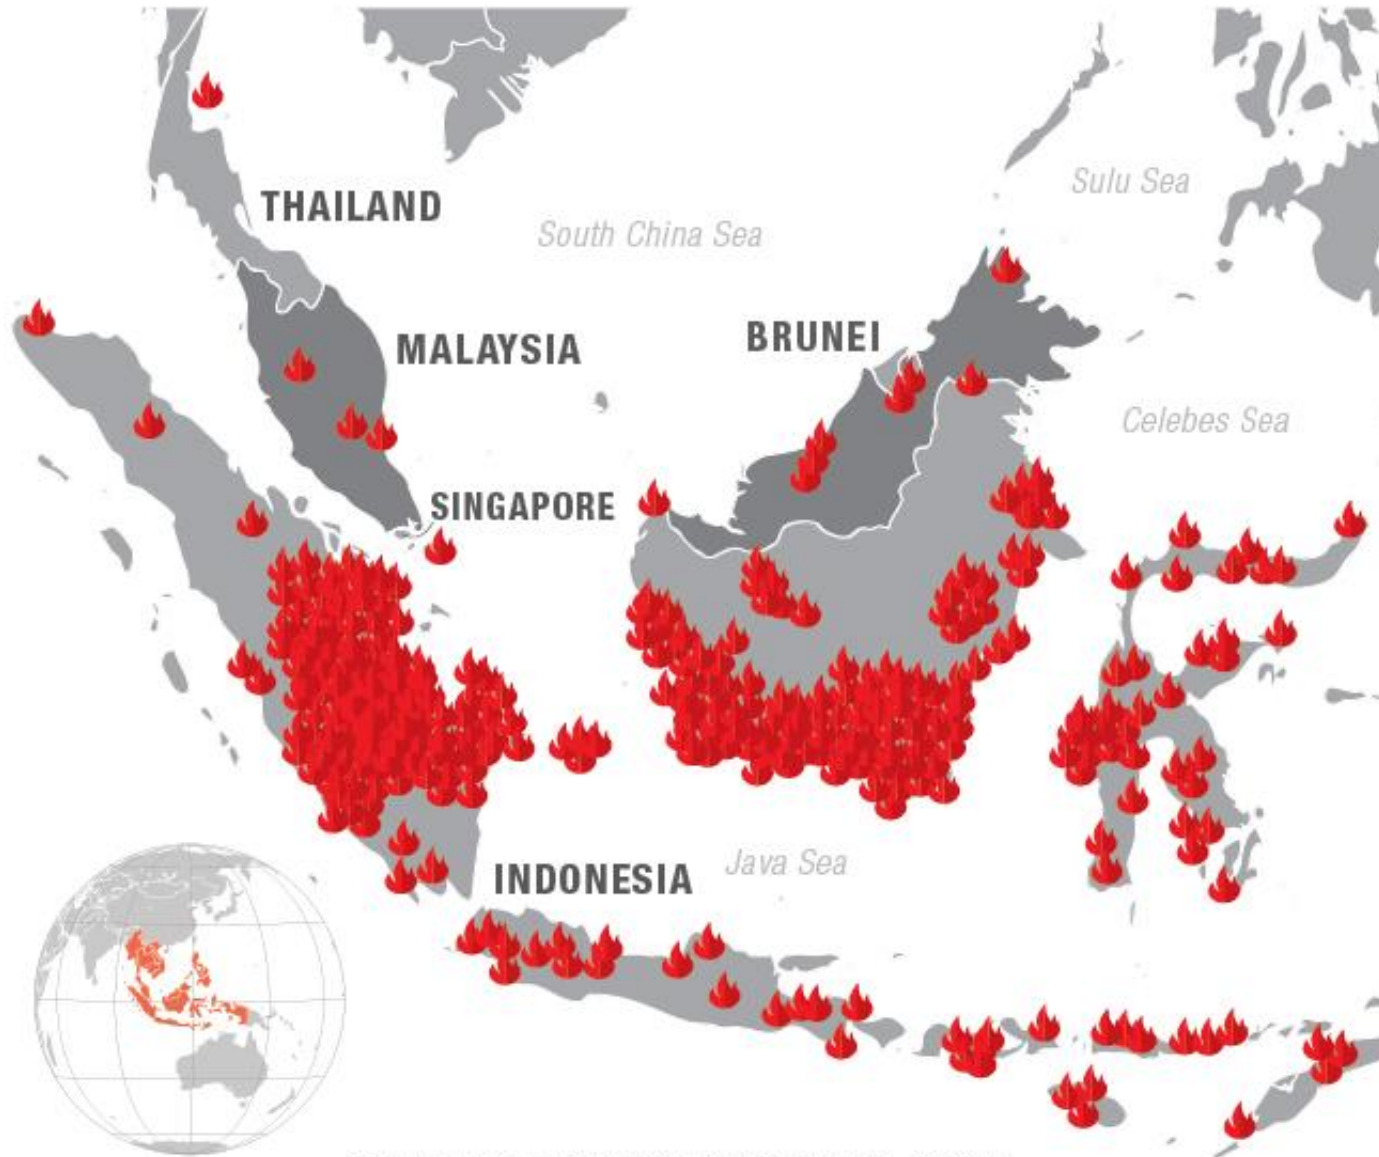 THAILAND
Sulu Sea
South China Sea
MALAYSIA
BRUNEI
Celebes Sea
SINGAPORE
INDONESIA
Java Sea